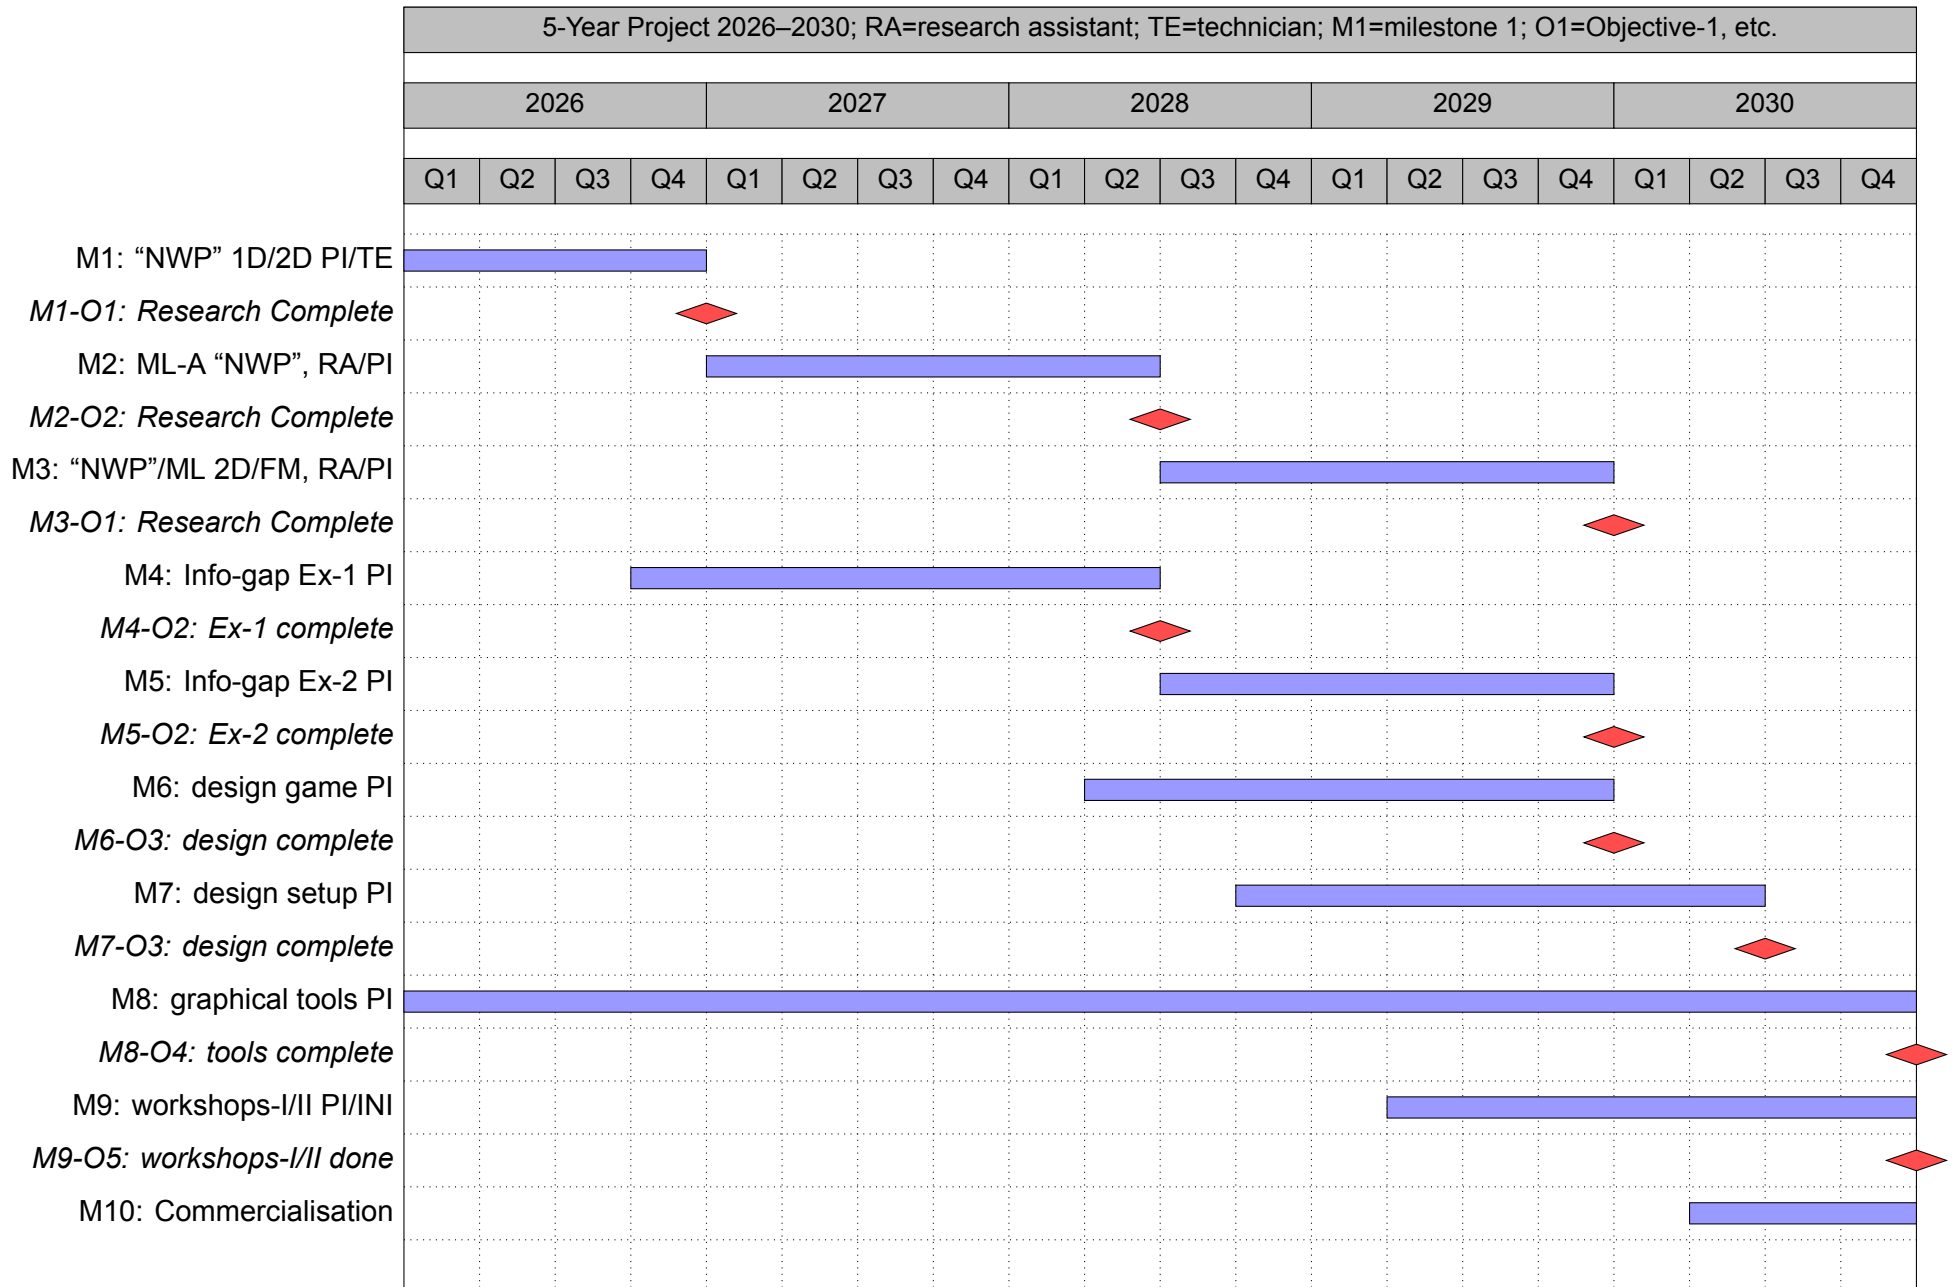 5-Year Project 2026–2030; RA=research assistant; TE=technician; M1=milestone 1; O1=Objective-1, etc.
2026 2027 2028 2029 2030
Q1 Q2 Q3 Q4 Q1 Q2 Q3 Q4 Q1 Q2 Q3 Q4 Q1 Q2 Q3 Q4 Q1 Q2 Q3 Q4
M1: “NWP” 1D/2D PI/TE
M1-O1: Research Complete
M2: ML-A “NWP”, RA/PI
M2-O2: Research Complete
M3: “NWP”/ML 2D/FM, RA/PI
M3-O1: Research Complete
M4: Info-gap Ex-1 PI
M4-O2: Ex-1 complete
M5: Info-gap Ex-2 PI
M5-O2: Ex-2 complete
M6: design game PI
M6-O3: design complete
M7: design setup PI
M7-O3: design complete
M8: graphical tools PI
M8-O4: tools complete
M9: workshops-I/II PI/INI
M9-O5: workshops-I/II done
M10: Commercialisation